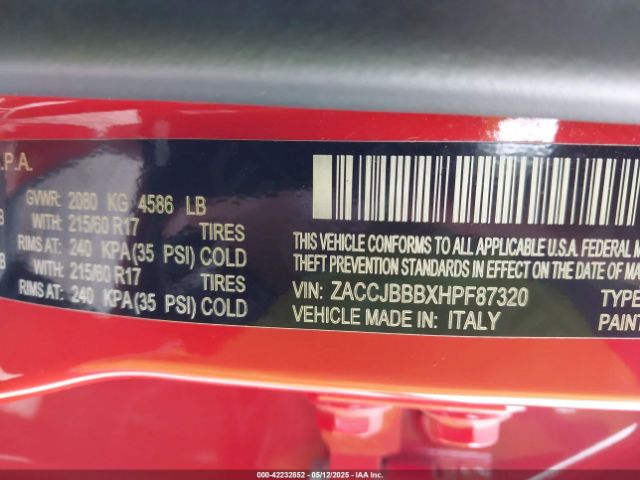 .P.A.
GVWR: 2080 KG 4586 LB
WITH: 215/60 R17 TIRES
RIMS AT: 240 KPA(35 PSI) COLD
WITH: 215/60 R17 TIRES
RIMS AT: 240 KPA(35 PSI) COLD
B
B
THIS VEHICLE CONFORMS TO ALL APPLICABLE U.S.A. FEDERAL M
THEFT PREVENTION STANDARDS IN EFFECT ON THE DATE OF M
VIN: ZACCJBBBXHPF87320 TYPE
VEHICLE MADE IN: ITALY PAINT
000-42232852 - 05/12/2025 - IAA Inc.